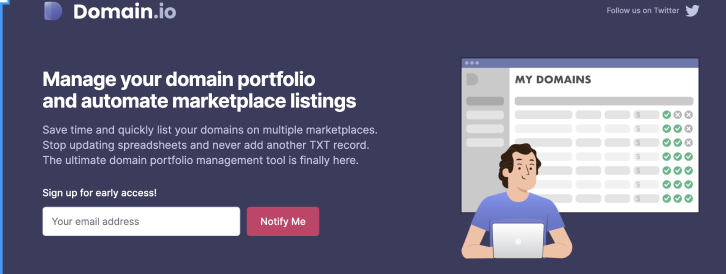 Domain.io
Follow us on Twitter
Manage your domain portfolio
and automate marketplace listings
Save time and quickly list your domains on multiple marketplaces.
Stop updating spreadsheets and never add another TXT record.
The ultimate domain portfolio management tool is finally here.
Sign up for early access!
Your email address
Notify Me
MY DOMAINS
$
$
$
$
$
$